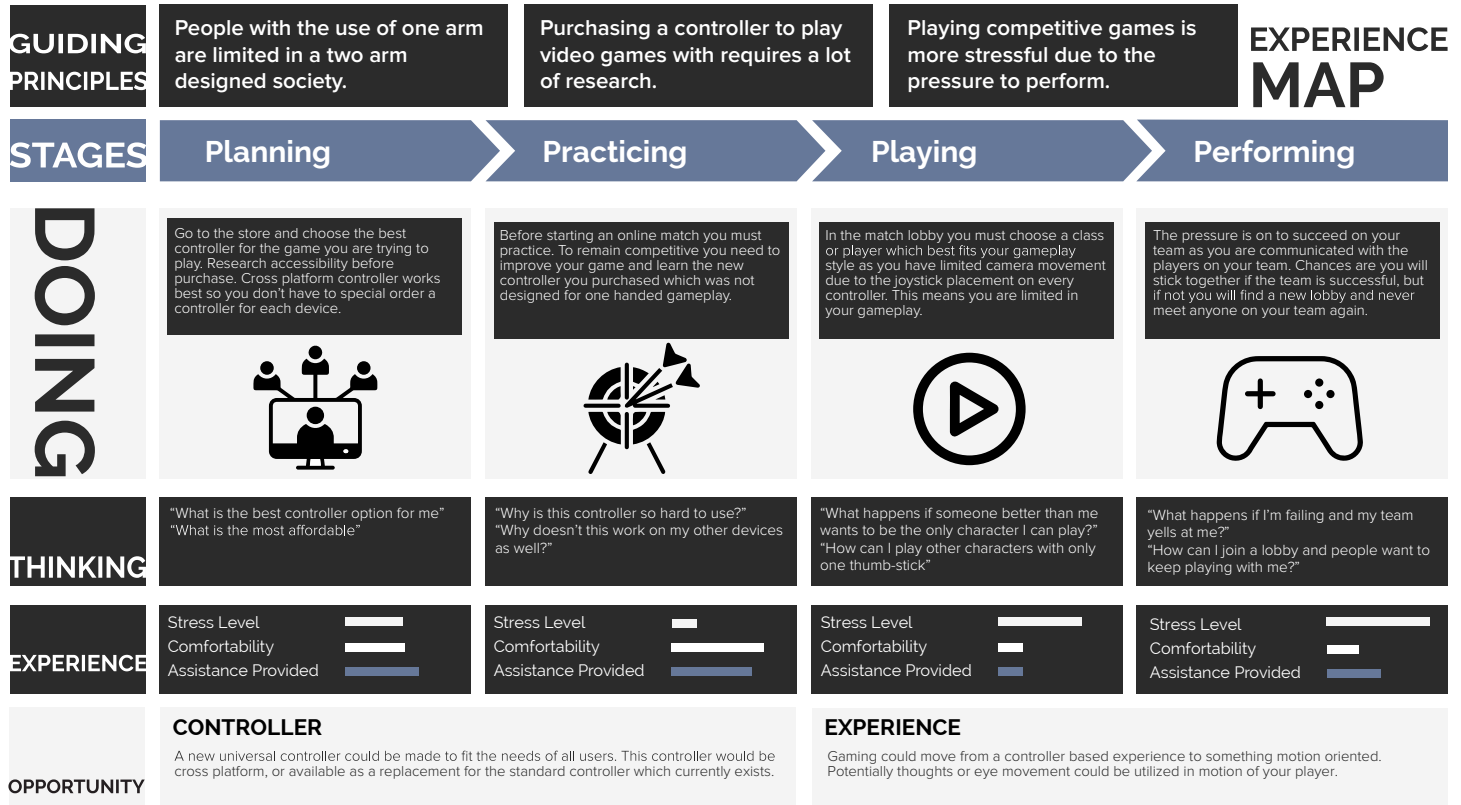 GUIDING
PRINCIPLES
People with the use of one arm
are limited in a two arm
designed society.
Purchasing a controller to play
video games with requires a lot
of research.
Playing competitive games is
more stressful due to the
pressure to perform.
EXPERIENCE
MAP
STAGES
Planning
Practicing
Playing
Performing
DOING
Go to the store and choose the best
controller for the game you are trying to
play. Research accessibility before
purchase. Cross platform controller works
best so you don’t have to special order a
controller for each device.
Before starting an online match you must
practice. To remain competitive you need to
improve your game and learn the new
controller you purchased which was not
designed for one handed gameplay.
In the match lobby you must choose a class
or player which best fits your gameplay
style as you have limited camera movement
due to the joystick placement on every
controller. This means you are limited in
your gameplay.
The pressure is on to succeed on your
team as you are communicated with the
players on your team. Chances are you will
stick together if the team is successful, but
if not you will find a new lobby and never
meet anyone on your team again.
THINKING
“What is the best controller option for me”
“What is the most affordable”
“Why is this controller so hard to use?”
“Why doesn’t this work on my other devices
as well?”
“What happens if someone better than me
wants to be the only character I can play?”
“How can I play other characters with only
one thumb-stick”
“What happens if I’m failing and my team
yells at me?”
“How can I join a lobby and people want to
keep playing with me?”
EXPERIENCE
Stress Level
Comfortability
Assistance Provided
Stress Level
Comfortability
Assistance Provided
Stress Level
Comfortability
Assistance Provided
Stress Level
Comfortability
Assistance Provided
OPPORTUNITY
CONTROLLER
A new universal controller could be made to fit the needs of all users. This controller would be
cross platform, or available as a replacement for the standard controller which currently exists.
EXPERIENCE
Gaming could move from a controller based experience to something motion oriented.
Potentially thoughts or eye movement could be utilized in motion of your player.